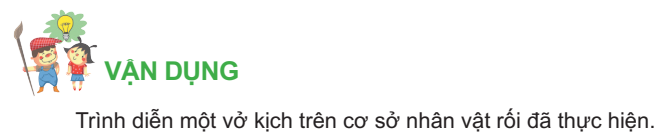 VẬN DỤNG
Trình diễn một vở kịch trên cơ sở nhân vật rối đã thực hiện.